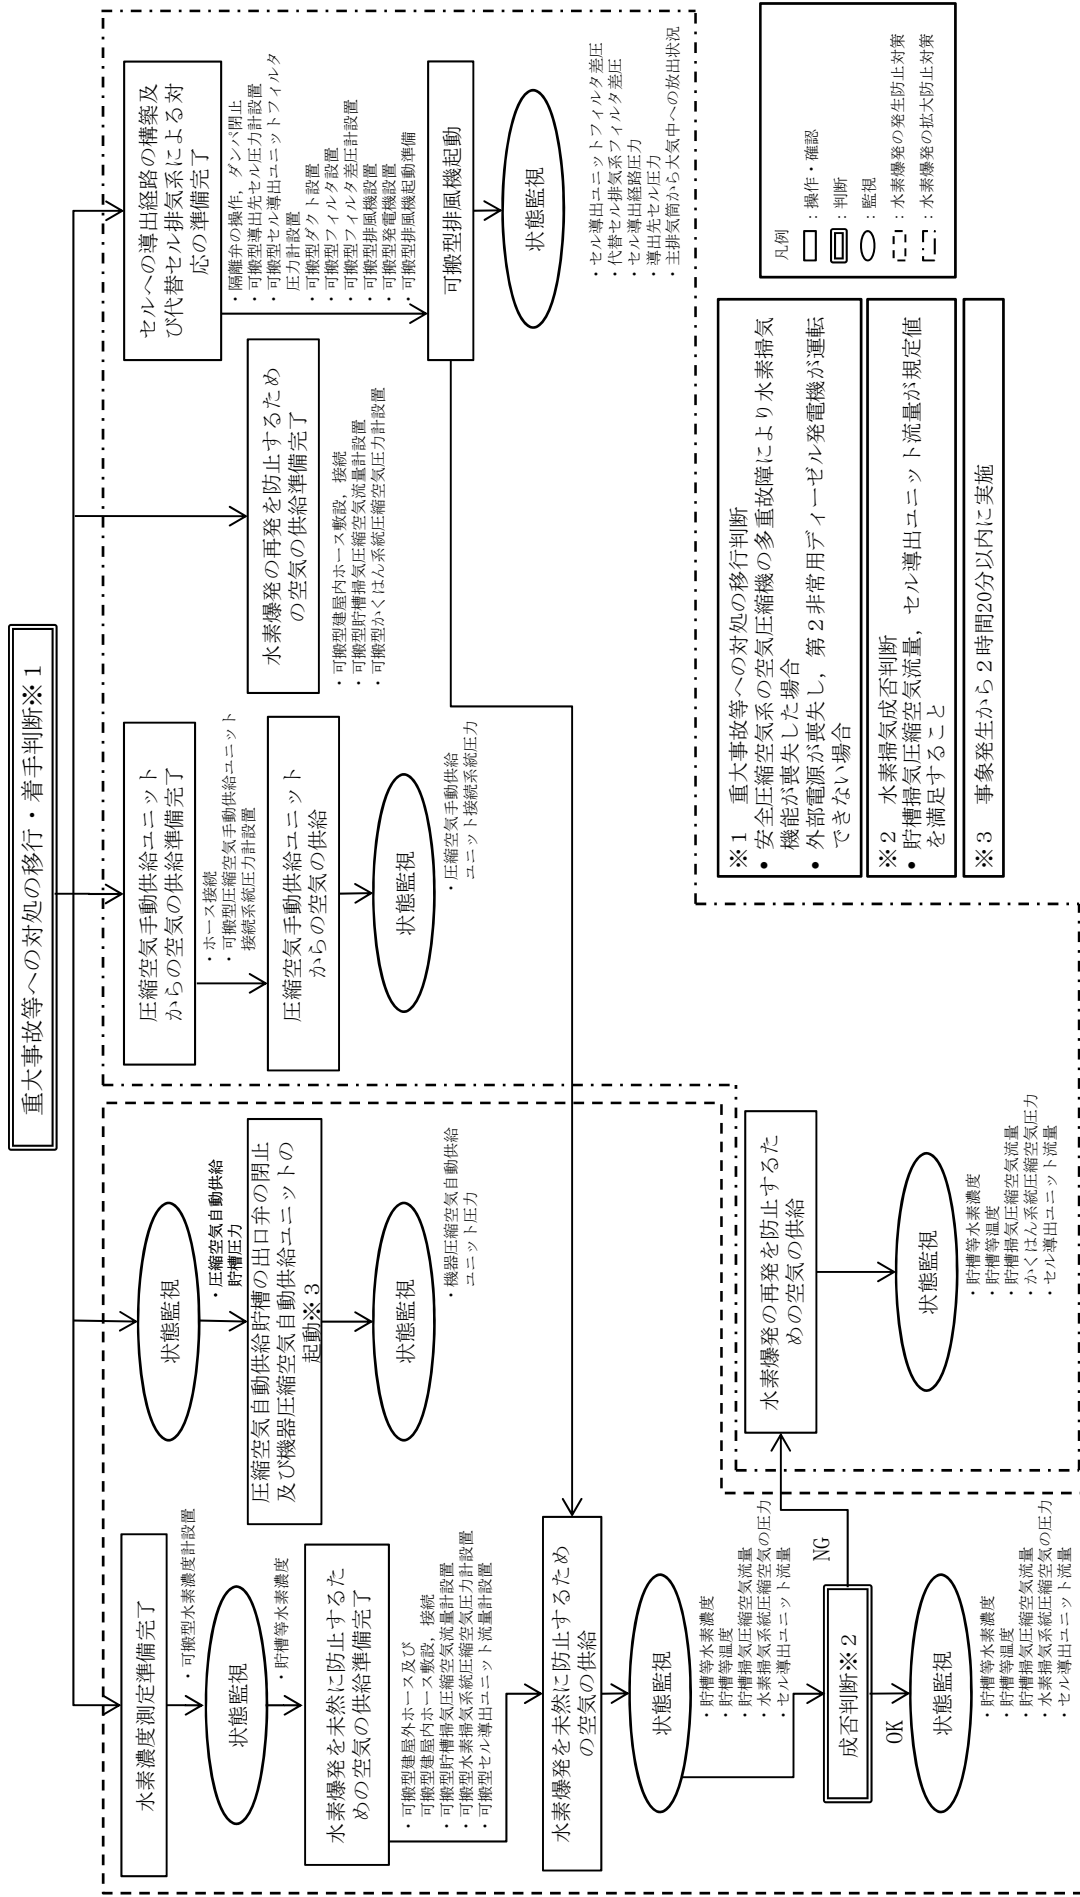 重大事故等への対処の移行・着手判断※1
水素濃度測定準備完了
・可搬型水素濃度計設置
状態監視
・貯槽等水素濃度
水素爆発を未然に防止するた
めの空気の供給準備完了
・可搬型建屋外ホース及び
可搬型建屋内ホース敷設，接続
・可搬型貯槽掃気圧縮空気流量計設置
・可搬型水素掃気系統圧縮空気圧力計設置
・可搬型セル導出ユニット流量計設置
水素爆発を未然に防止するため
の空気の供給
状態監視
・貯槽等水素濃度
・貯槽等温度
・貯槽掃気圧縮空気流量
・水素掃気系統圧縮空気の圧力
・セル導出ユニット流量
成否判断※2
NG
OK
状態監視
・貯槽等水素濃度
・貯槽等温度
・貯槽掃気圧縮空気流量
・水素掃気系統圧縮空気の圧力
・セル導出ユニット流量
状態監視
・圧縮空気自動供給
貯槽圧力
圧縮空気自動供給貯槽の出口弁の閉止
及び機器圧縮空気自動供給ユニットの
起動※3
状態監視
・機器圧縮空気自動供給
ユニット圧力
水素爆発の再発を防止するた
めの空気の供給
状態監視
・貯槽等水素濃度
・貯槽等温度
・貯槽掃気圧縮空気流量
・かくはん系統圧縮空気圧力
・セル導出ユニット流量
圧縮空気手動供給ユニット
からの空気の供給準備完了
・ホース接続
・可搬型圧縮空気手動供給ユニット
接続系統圧力計設置
圧縮空気手動供給ユニット
からの空気の供給
状態監視
・圧縮空気手動供給
ユニット接続系統圧力
水素爆発の再発を防止するため
の空気の供給準備完了
・可搬型建屋内ホース敷設，接続
・可搬型貯槽掃気圧縮空気流量計設置
・可搬型かくはん系統圧縮空気圧力計設置
セルへの導出経路の構築及
び代替セル排気系による対
応の準備完了
・隔離弁の操作，ダンパ閉止
・可搬型導出先セル圧力計設置
・可搬型セル導出ユニットフィルタ差
圧力計設置
・可搬型ダクト設置
・可搬型フィルタ設置
・可搬型フィルタ差圧計設置
・可搬型排風機設置
・可搬型発電機設置
・可搬型排風機起動準備
可搬型排風機起動
状態監視
・セル導出ユニットフィルタ差圧
・代替セル排気系フィルタ差圧
・セル導出経路圧力
導出先セル圧力
・主排気筒から大気中への放出状況
※1　重大事故等への対処の移行判断
• 安全圧縮空気系の空気圧縮機の多重故障により水素掃気
機能が喪失した場合
• 外部電源が喪失し，第２非常用ディーゼル発電機が運転
できない場合
※2　水素掃気成否判断
• 貯槽掃気圧縮空気流量，セル導出ユニット流量が規定値
を満足すること
※3　事象発生から２時間20分以内に実施
凡例
：操作・確認
：判断
：監視
：水素爆発の発生防止対策
：水素爆発の拡大防止対策